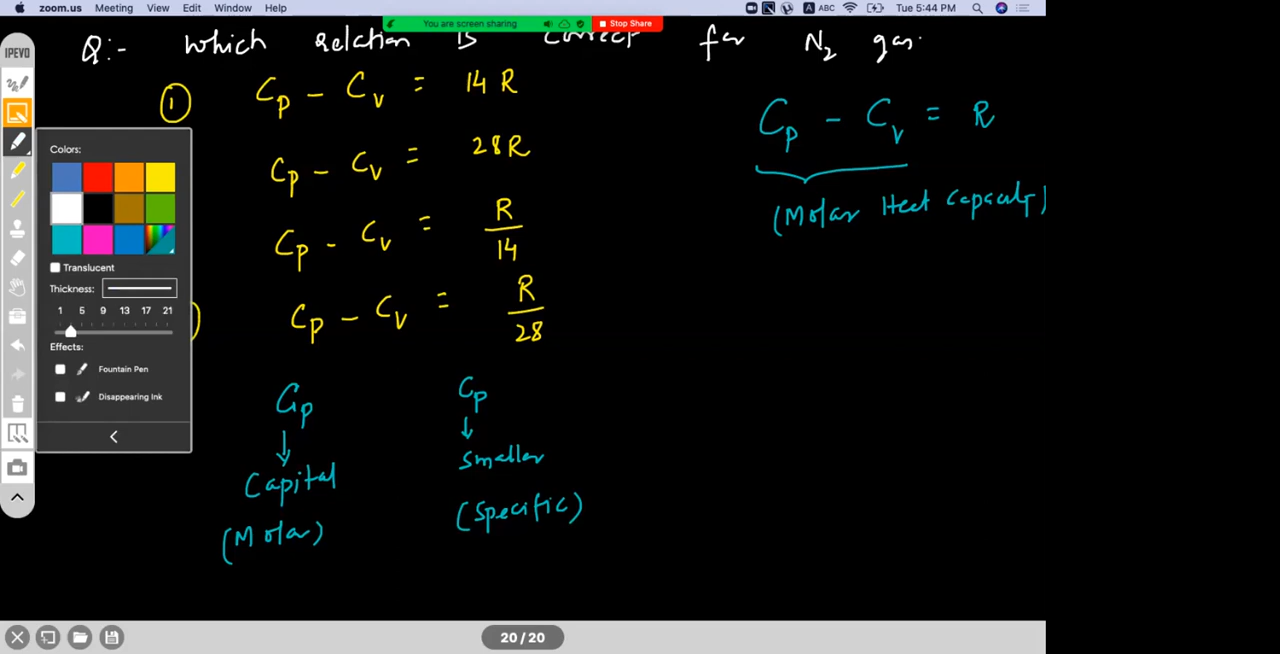 zoom.us Meeting View Edit Window Help
A ABC Tue 5:44 PM
You are screen sharing Stop Share
IPEVO
Q:- which relation is correct for N2 gas.
① Cp - Cv = 14 R
Cp - Cv = 28R
Cp - Cv = R/14
Cp - Cv = R/28
Cp - Cv = R
(Molar Heat Capacity)
Colors:
Translucent
Thickness:
1 5 9 13 17 21
Effects:
Fountain Pen
Disappearing Ink
Cp Cp
↓ ↓
Capital Smaller
(Molar) (Specific)
20 / 20